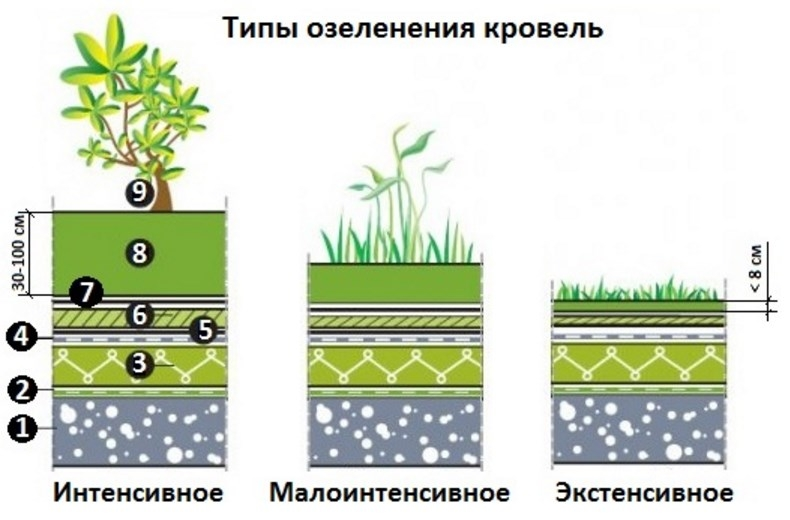 Типы озеленения кровель
9
30-100 см
8
7
6
5
4
3
2
1
< 8 см
Интенсивное
Малоинтенсивное
Экстенсивное